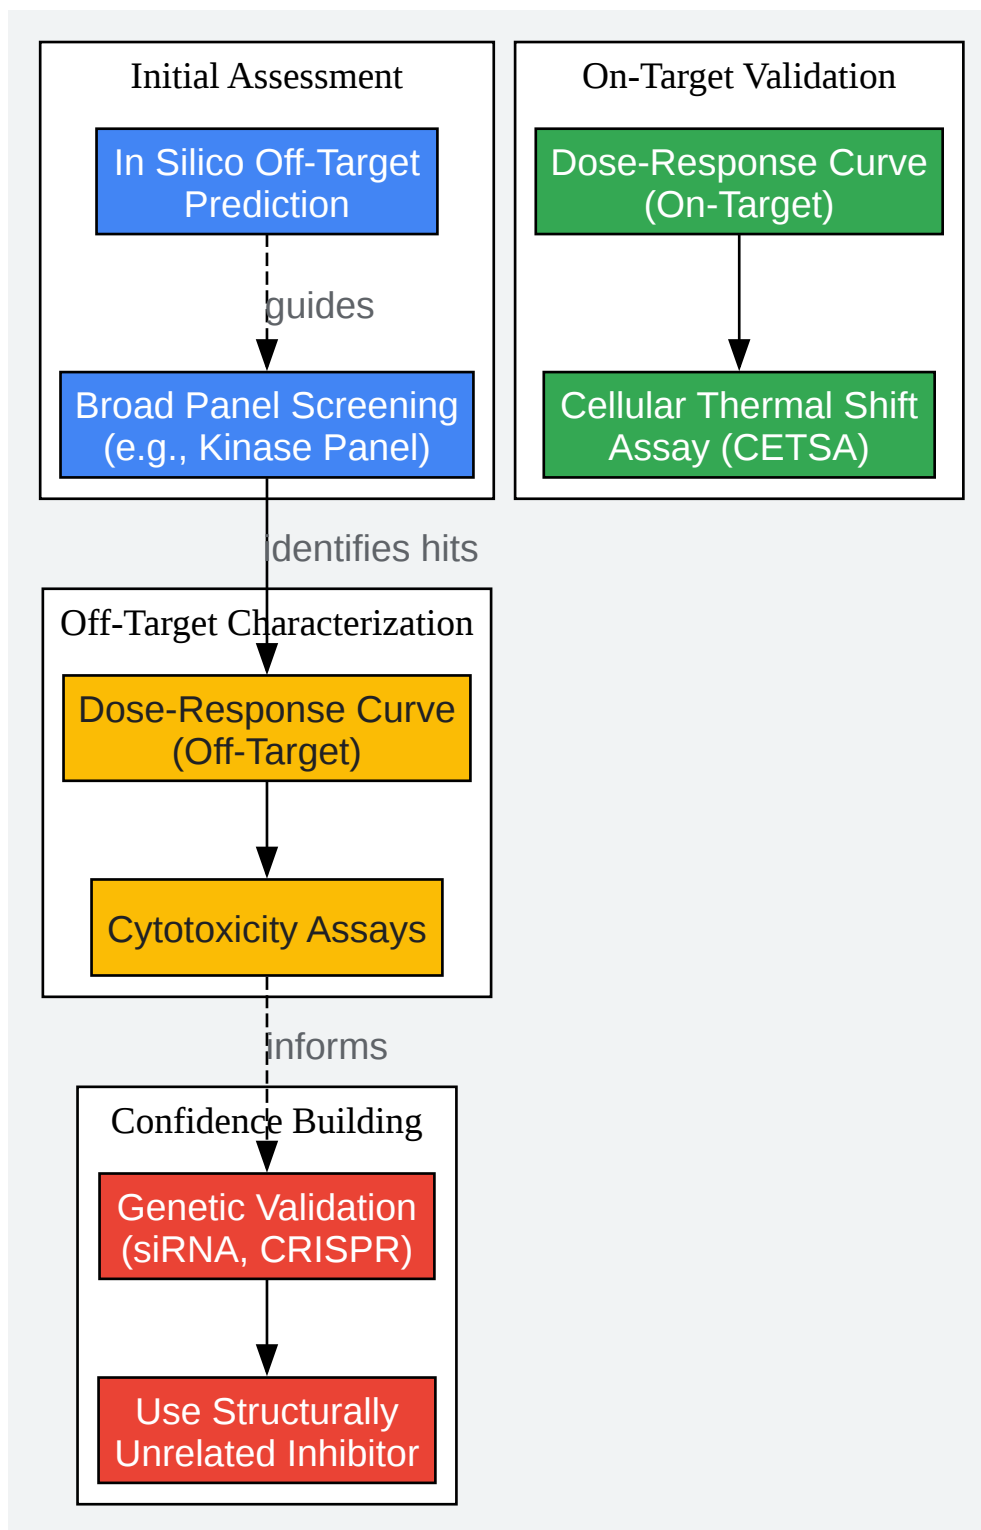 Initial Assessment
In Silico Off-Target
Prediction
guides
Broad Panel Screening
(e.g., Kinase Panel)
On-Target Validation
Dose-Response Curve
(On-Target)
Cellular Thermal Shift
Assay (CETSA)
identifies hits
Off-Target Characterization
Dose-Response Curve
(Off-Target)
Cytotoxicity Assays
informs
Confidence Building
Genetic Validation
(siRNA, CRISPR)
Use Structurally
Unrelated Inhibitor